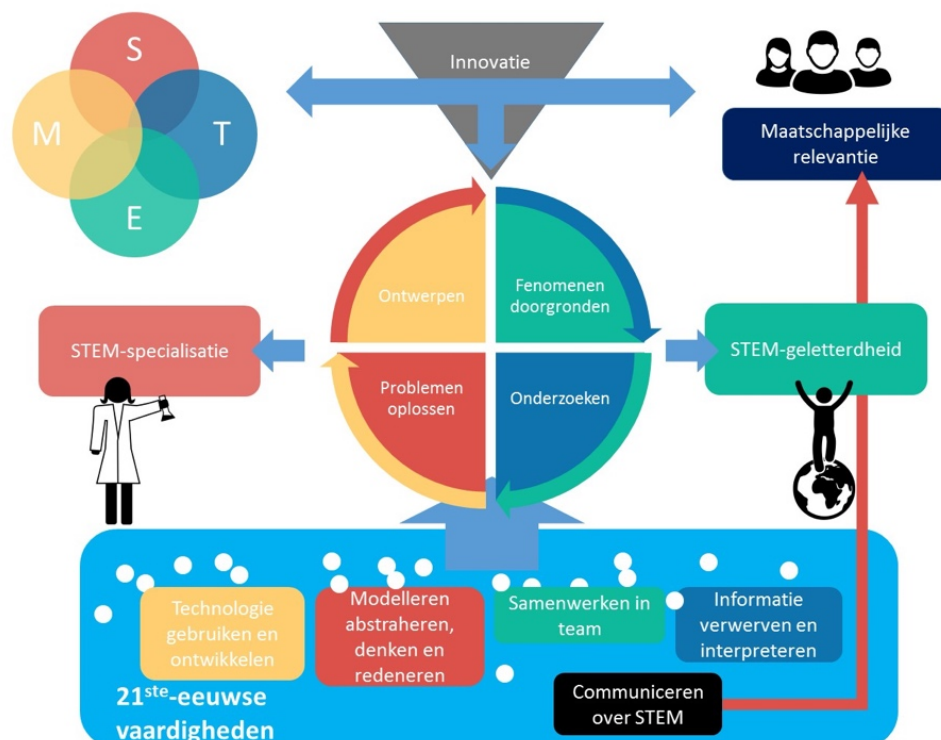 S
M
T
E
Innovatie
Maatschappelijke
relevantie
Ontwerpen
Fenomenen
doorgronden
STEM-specialisatie
STEM-geletterdheid
Problemen
oplossen
Onderzoeken
Technologie
gebruiken en
ontwikkelen
Modelleren
abstraheren,
denken en
redeneren
Samenwerken in
team
Informatie
verwerven en
interpreteren
21ste-eeuwse
vaardigheden
Communiceren
over STEM